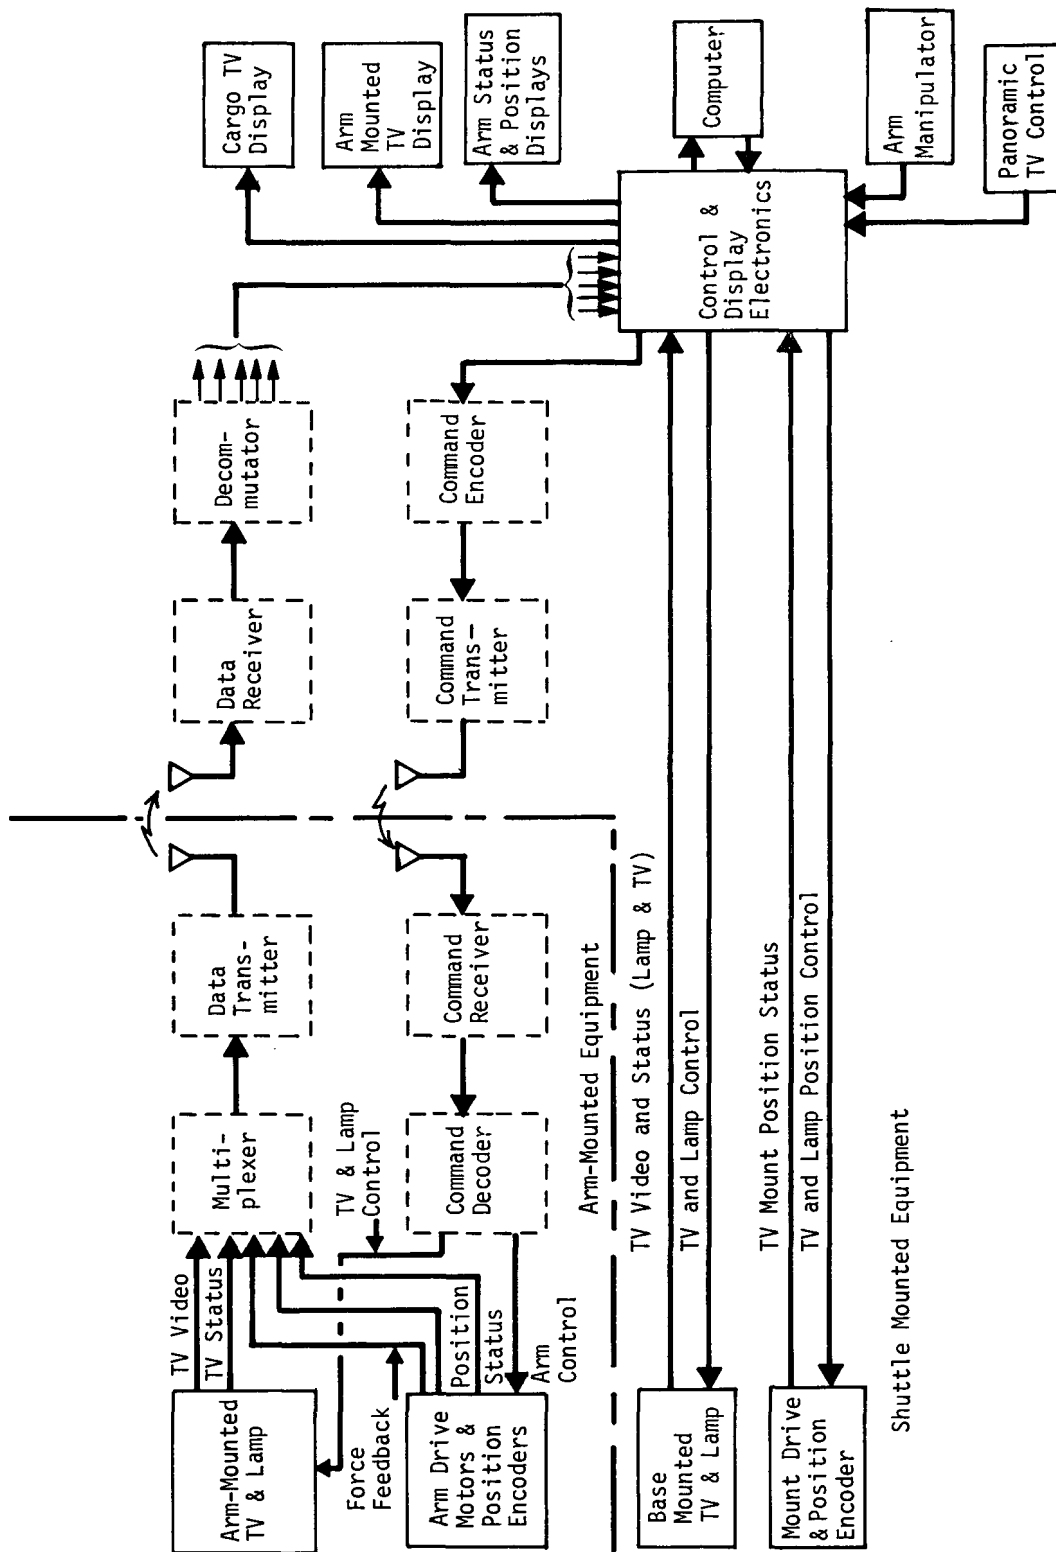 Arm-Mounted
TV & Lamp
TV Video
TV Status
Multi-
plexer
Data
Trans-
mitter
Data
Receiver
Decom-
mutator
Cargo TV
Display
Arm
Mounted
TV
Display
Arm Status
& Position
Displays
Force
Feedback
TV & Lamp
Control
Arm Drive
Motors &
Position
Encoders
Position
Status
Arm
Control
Command
Decoder
Command
Receiver
Command
Trans-
mitter
Command
Encoder
Arm-Mounted Equipment
Control &
Display
Electronics
Computer
Arm
Manipulator
Panoramic
TV Control
Base
Mounted
TV & Lamp
TV Video and Status (Lamp & TV)
TV and Lamp Control
Mount Drive
& Position
Encoder
TV Mount Position Status
TV and Lamp Position Control
Shuttle Mounted Equipment